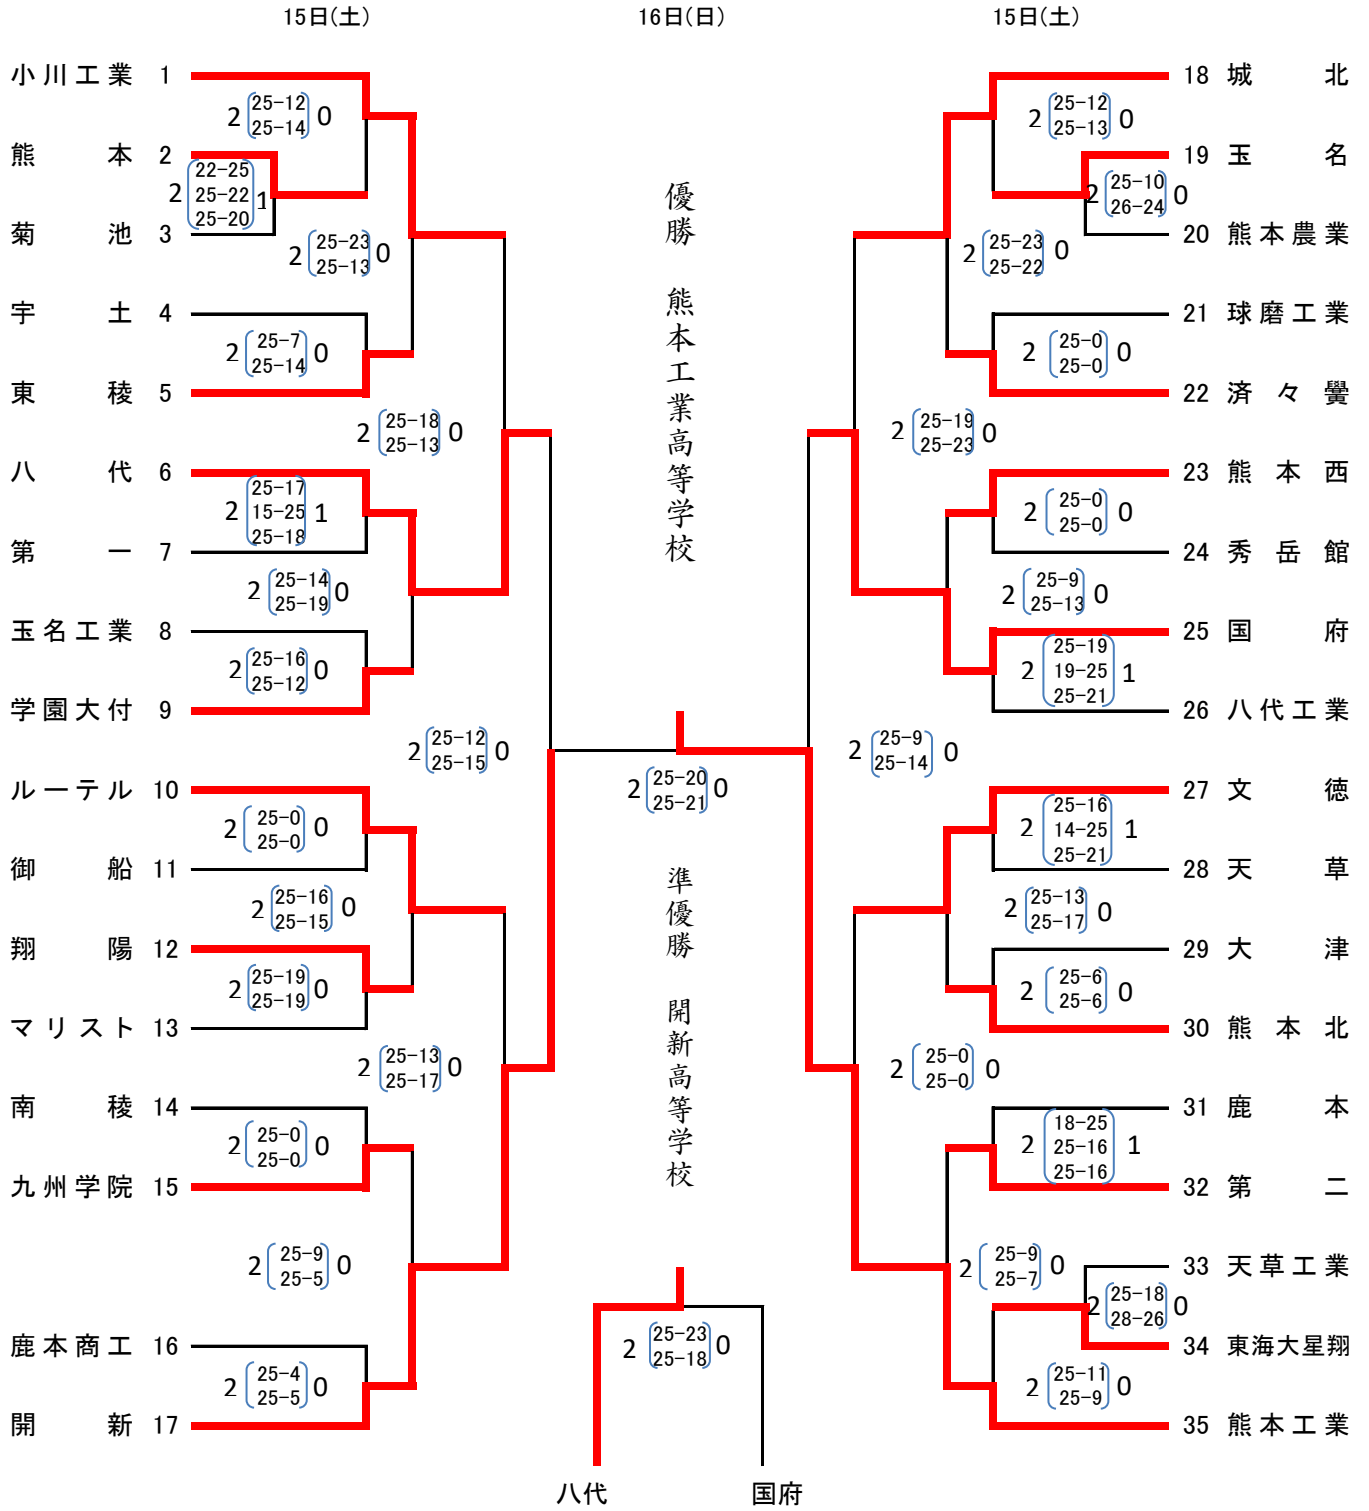 15日(土)
16日(日)
15日(土)
小川工業 1
2 25-12 0
25-14
熊本 2
22-25
2 25-22 1
25-20
菊池 3
2 25-23 0
25-13
宇土 4
2 25-7 0
25-14
東稜 5
2 25-18 0
25-13
八代 6
25-17
2 15-25 1
25-18
第一 7
2 25-14 0
25-19
玉名工業 8
2 25-16 0
25-12
学園大付 9
2 25-12 0
25-15
ルーテル 10
2 25-0 0
25-0
御船 11
2 25-16 0
25-15
翔陽 12
2 25-19 0
25-19
マリスト 13
2 25-13 0
25-17
南稜 14
2 25-0 0
25-0
九州学院 15
2 25-9 0
25-5
鹿本商工 16
2 25-4 0
25-5
開新 17
優勝 熊本工業高等学校
2 25-20 0
25-21
準優勝 開新高等学校
2 25-23 0
25-18
八代
国府
18 城北
2 25-12 0
25-13
19 玉名
2 25-10 0
26-24
20 熊本農業
2 25-23 0
25-22
21 球磨工業
2 25-0 0
25-0
22 済々黌
2 25-19 0
25-23
23 熊本西
2 25-0 0
25-0
24 秀岳館
2 25-9 0
25-13
25 国府
25-19
2 19-25 1
25-21
26 八代工業
2 25-9 0
25-14
27 文徳
25-16
2 14-25 1
25-21
28 天草
2 25-13 0
25-17
29 大津
2 25-6 0
25-6
30 熊本北
2 25-0 0
25-0
31 鹿本
18-25
2 25-16 1
25-16
32 第二
2 25-9 0
25-7
33 天草工業
2 25-18 0
28-26
34 東海大星翔
2 25-11 0
25-9
35 熊本工業